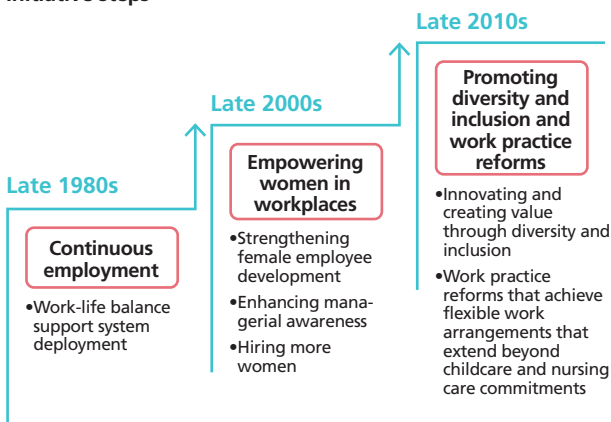 Late 1980s
Continuous
employment
•Work-life balance
support system
deployment
Late 2000s
Empowering
women in
workplaces
•Strengthening
female employee
development
•Enhancing mana-
gerial awareness
•Hiring more
women
Late 2010s
Promoting
diversity and
inclusion and
work practice
reforms
•Innovating and
creating value
through diversity and
inclusion
•Work practice
reforms that achieve
flexible work
arrangements that
extend beyond
childcare and nursing
care commitments